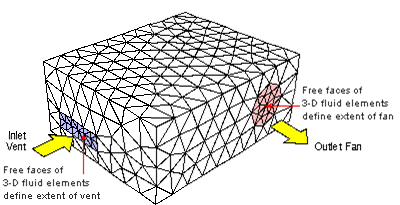 Free faces of
3-D fluid elements
define extent of fan
Inlet
Vent
Outlet Fan
Free faces of
3-D fluid elements
define extent of vent